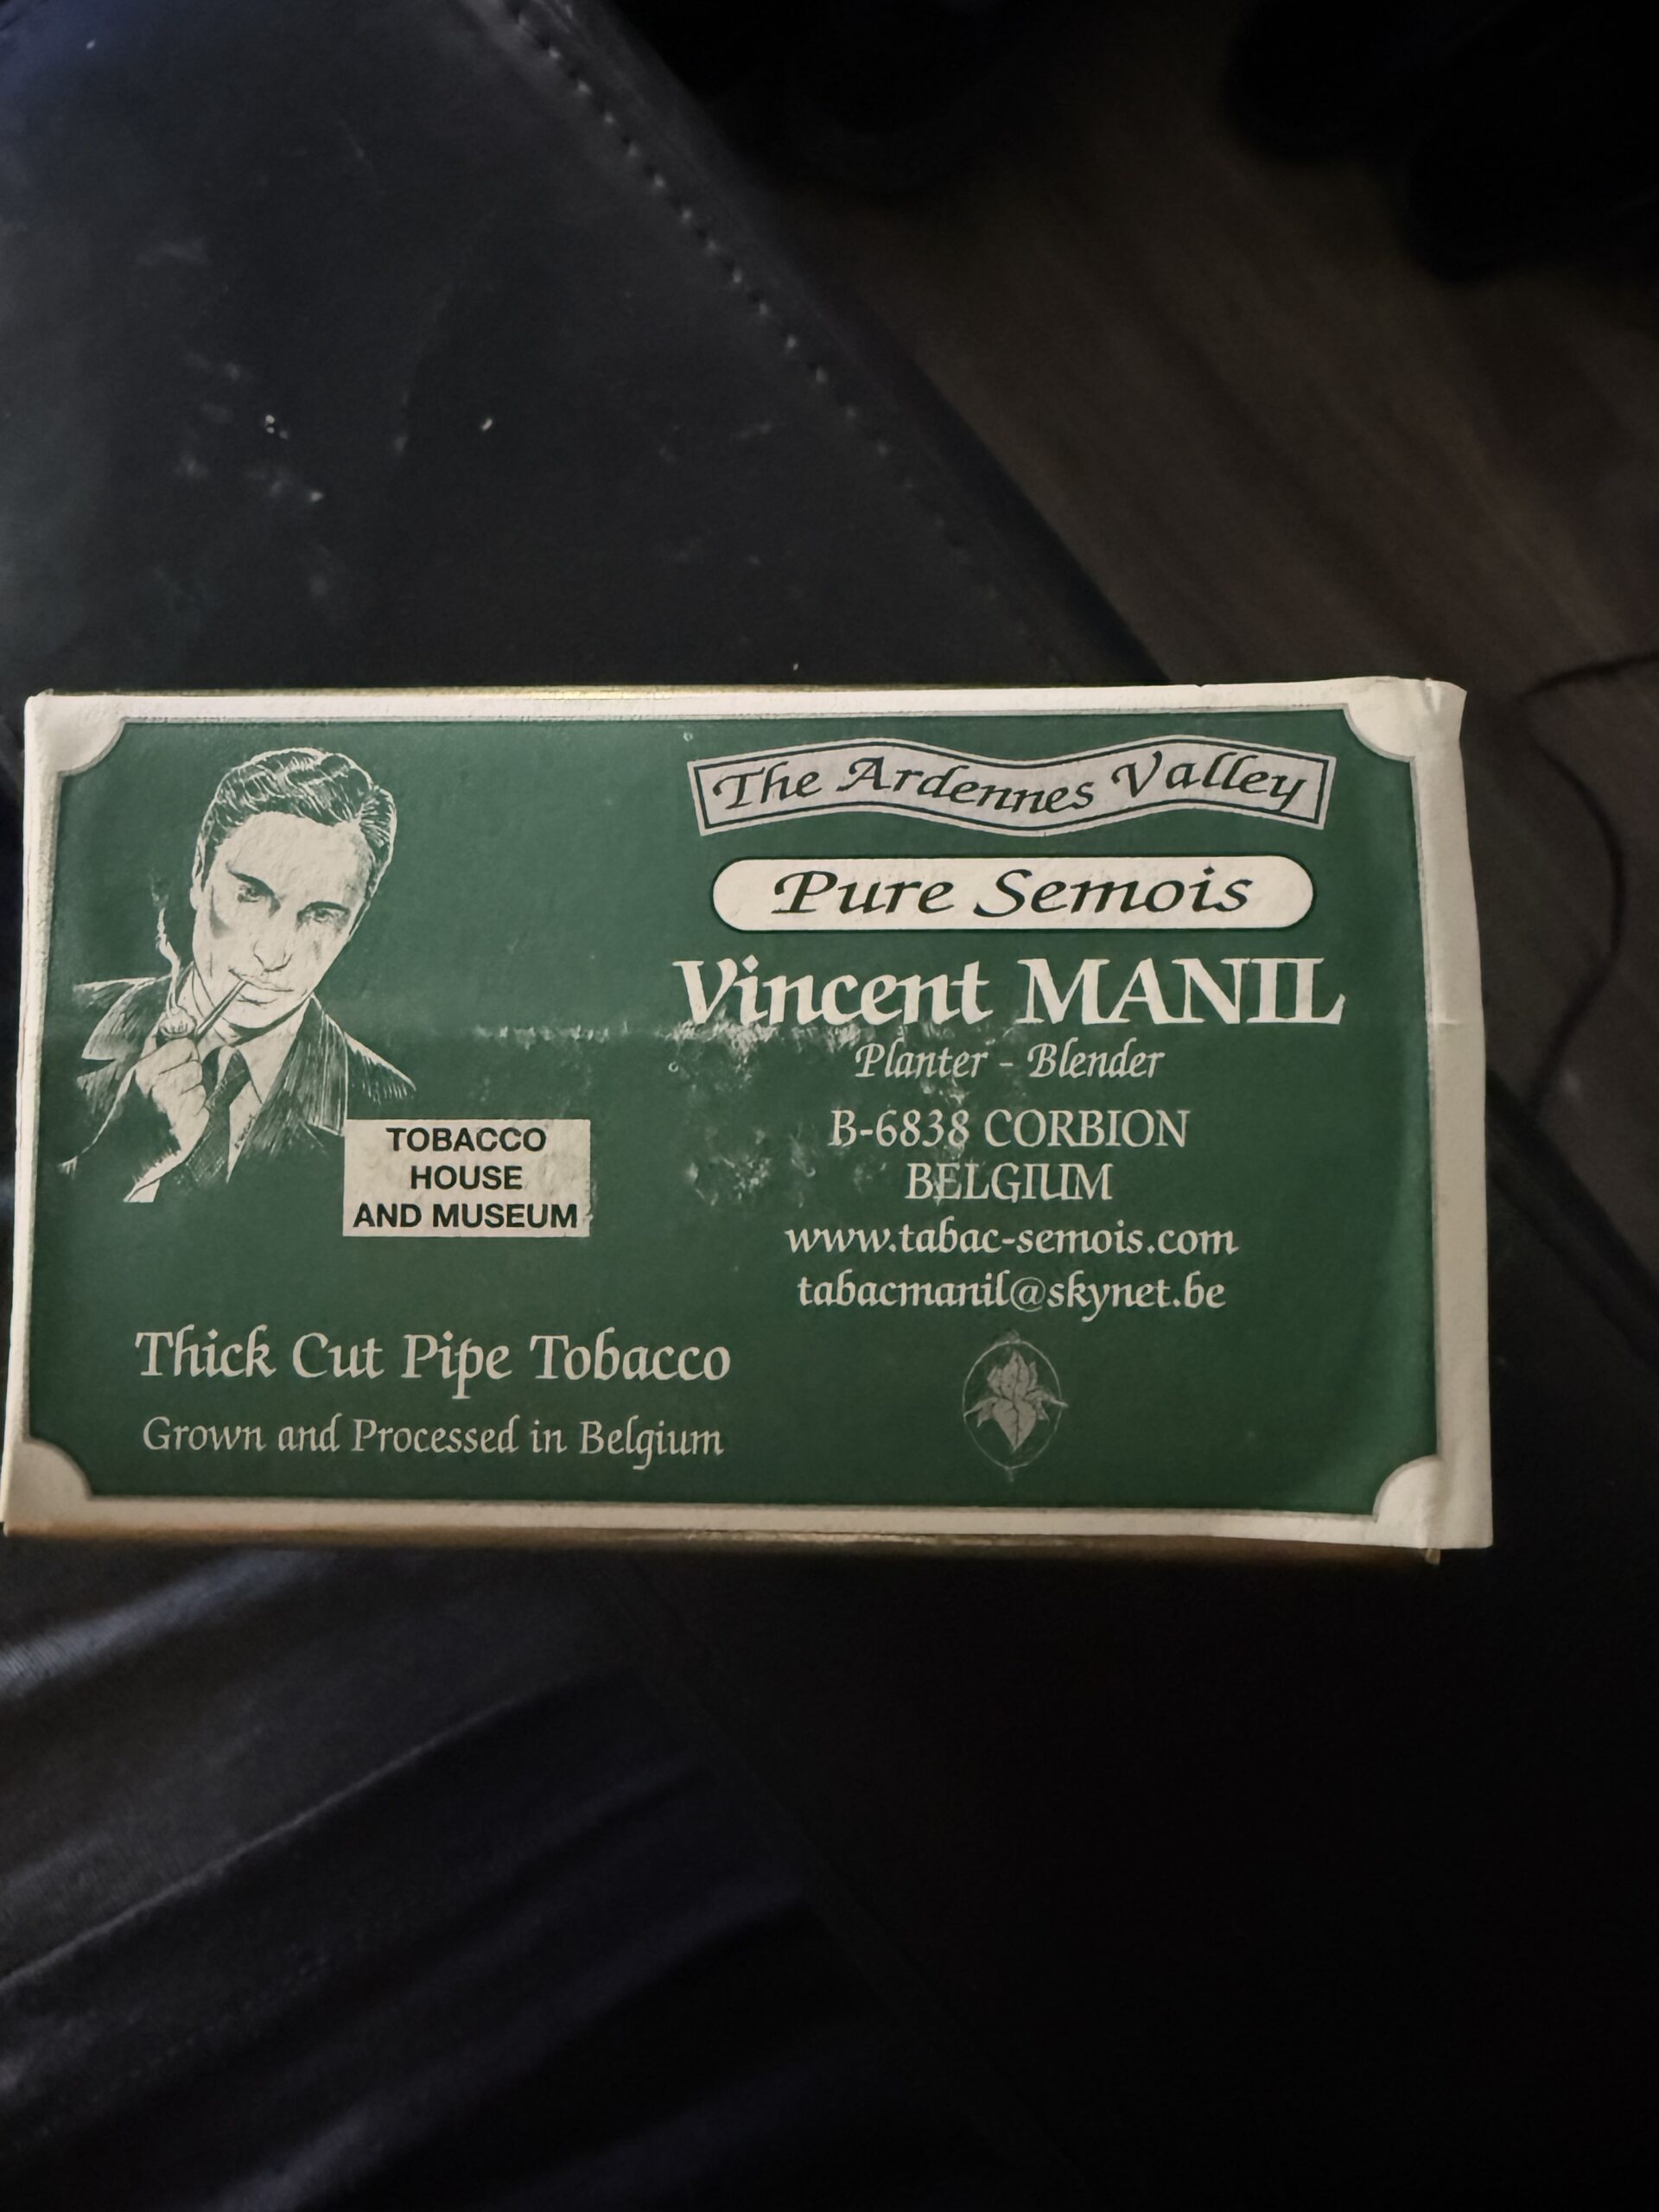 The Ardennes Valley
Pure Semois
Vincent MANIL
Planter - Blender
B-6838 CORBION
BELGIUM
www.tabac-semois.com
tabacmanil@skynet.be
TOBACCO
HOUSE
AND MUSEUM
Thick Cut Pipe Tobacco
Grown and Processed in Belgium